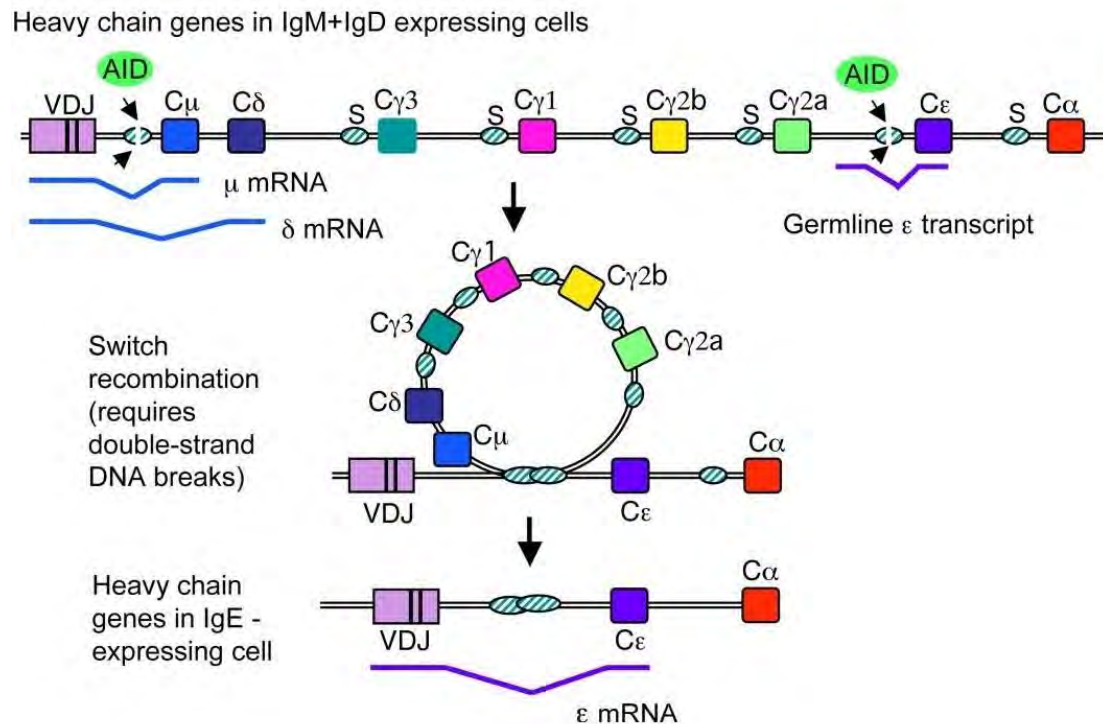 Heavy chain genes in IgM+IgD expressing cells
AID
AID
VDJ
Cμ
Cδ
S
Cγ3
S
Cγ1
S
Cγ2b
S
Cγ2a
Cε
S
Cα
μ mRNA
δ mRNA
Germline ε transcript
Cγ1
Cγ2b
Cγ3
Cγ2a
Cδ
Cμ
Switch
recombination
(requires
double-strand
DNA breaks)
VDJ
Cε
Cα
Heavy chain
genes in IgE -
expressing cell
VDJ
Cε
Cα
ε mRNA